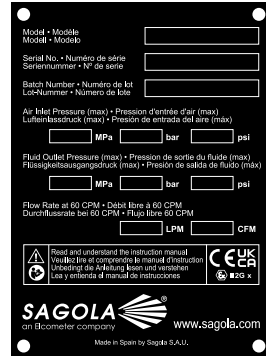 Model • Modèle
Modell • Modelo
Serial No. • Numéro de série
Seriennummer • Nº de serie
Batch Number • Numéro de lot
Lot-Nummer • Número de lote
Air Inlet Pressure (max) • Pression d'entrée d'air (max)
Lufteinlassdruck (max) • Presión de entrada del aire (máx)
MPa bar psi
Fluid Outlet Pressure (max) • Pression de sortie du fluide (max)
Flüssigkeitsausgangsdruck (max) • Presión de salida de fluido (máx)
MPa bar psi
Flow Rate at 60 CPM • Débit libre à 60 CPM
Durchflussrate bei 60 CPM • Flujo libre 60 CPM
LPM CFM
Read and understand the instruction manual
Veuillez lire et comprendre le manuel d'instruction
Unbedingt die Anleitung lesen und verstehen
Lea y entienda el manual de instrucciones
CE UK CA
Ex II 2G x
SAGOLA
an Elcometer company
www.sagola.com
Made in Spain by Sagola S.A.U.